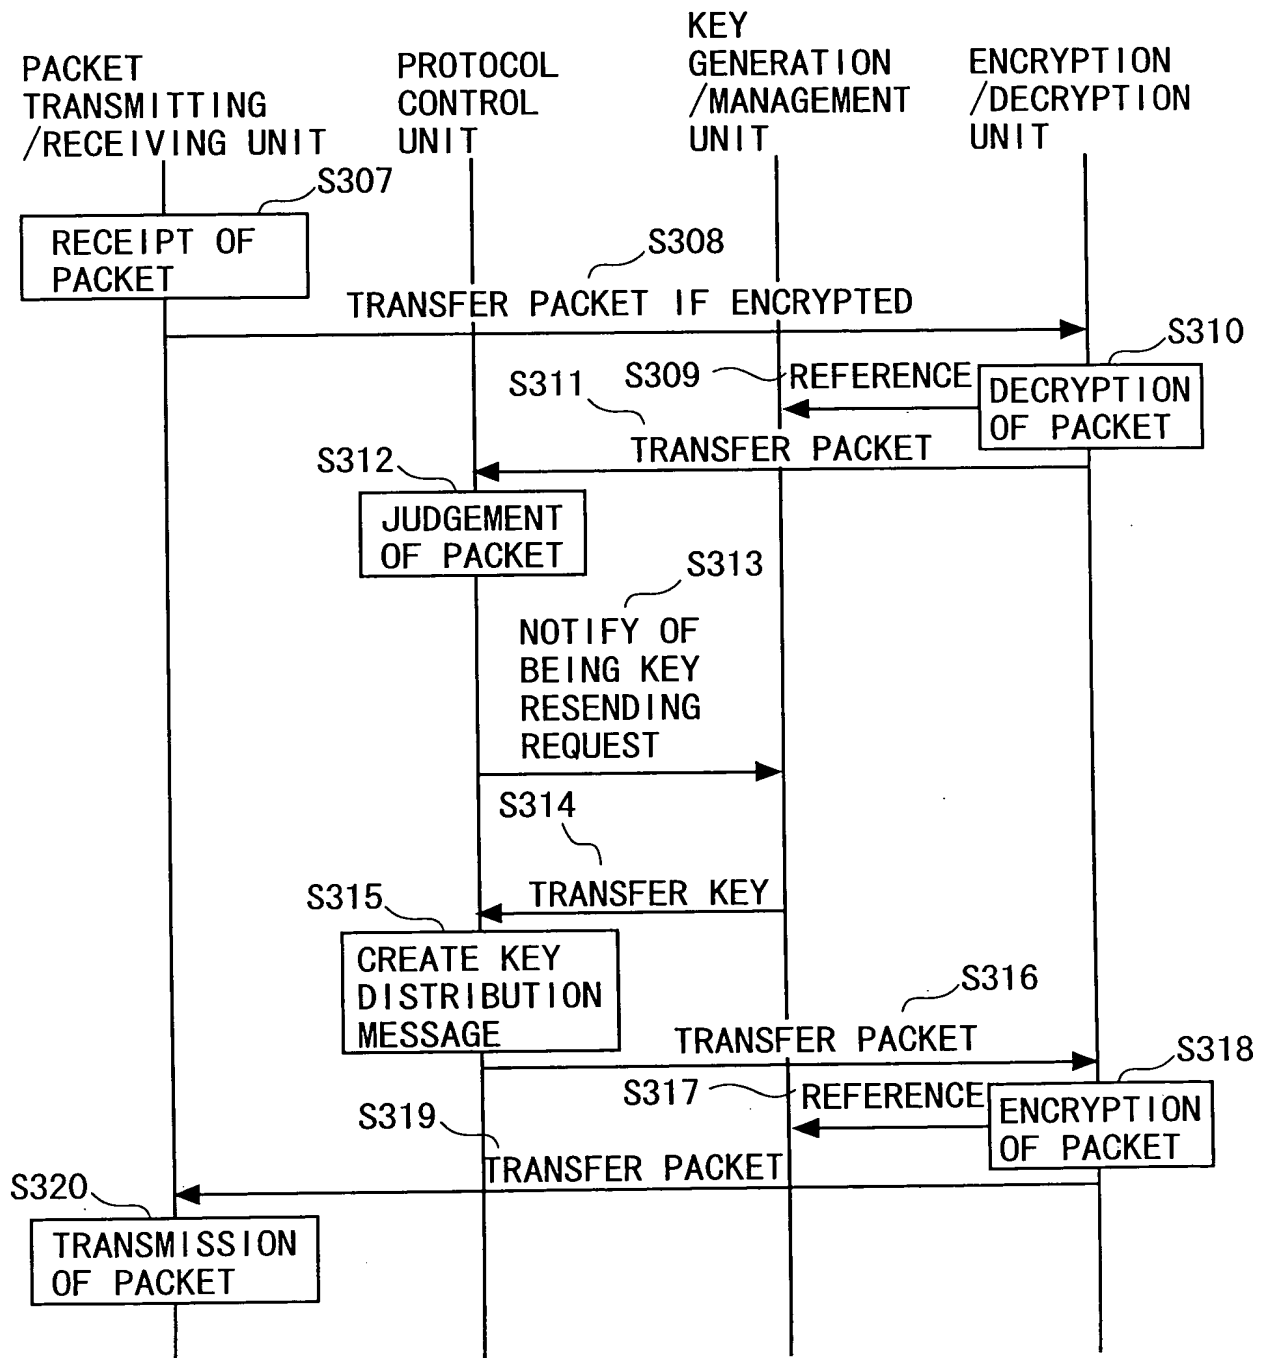 PACKET
TRANSMITTING
/RECEIVING UNIT
PROTOCOL
CONTROL
UNIT
KEY
GENERATION
/MANAGEMENT
UNIT
ENCRYPTION
/DECRYPTION
UNIT
S307
RECEIPT OF
PACKET
S308
TRANSFER PACKET IF ENCRYPTED
S310
S309
REFERENCE
DECRYPTION
OF PACKET
S311
TRANSFER PACKET
S312
JUDGEMENT
OF PACKET
S313
NOTIFY OF
BEING KEY
RESENDING
REQUEST
S314
TRANSFER KEY
S315
CREATE KEY
DISTRIBUTION
MESSAGE
S316
TRANSFER PACKET
S318
S317
REFERENCE
ENCRYPTION
OF PACKET
S319
TRANSFER PACKET
S320
TRANSMISSION
OF PACKET